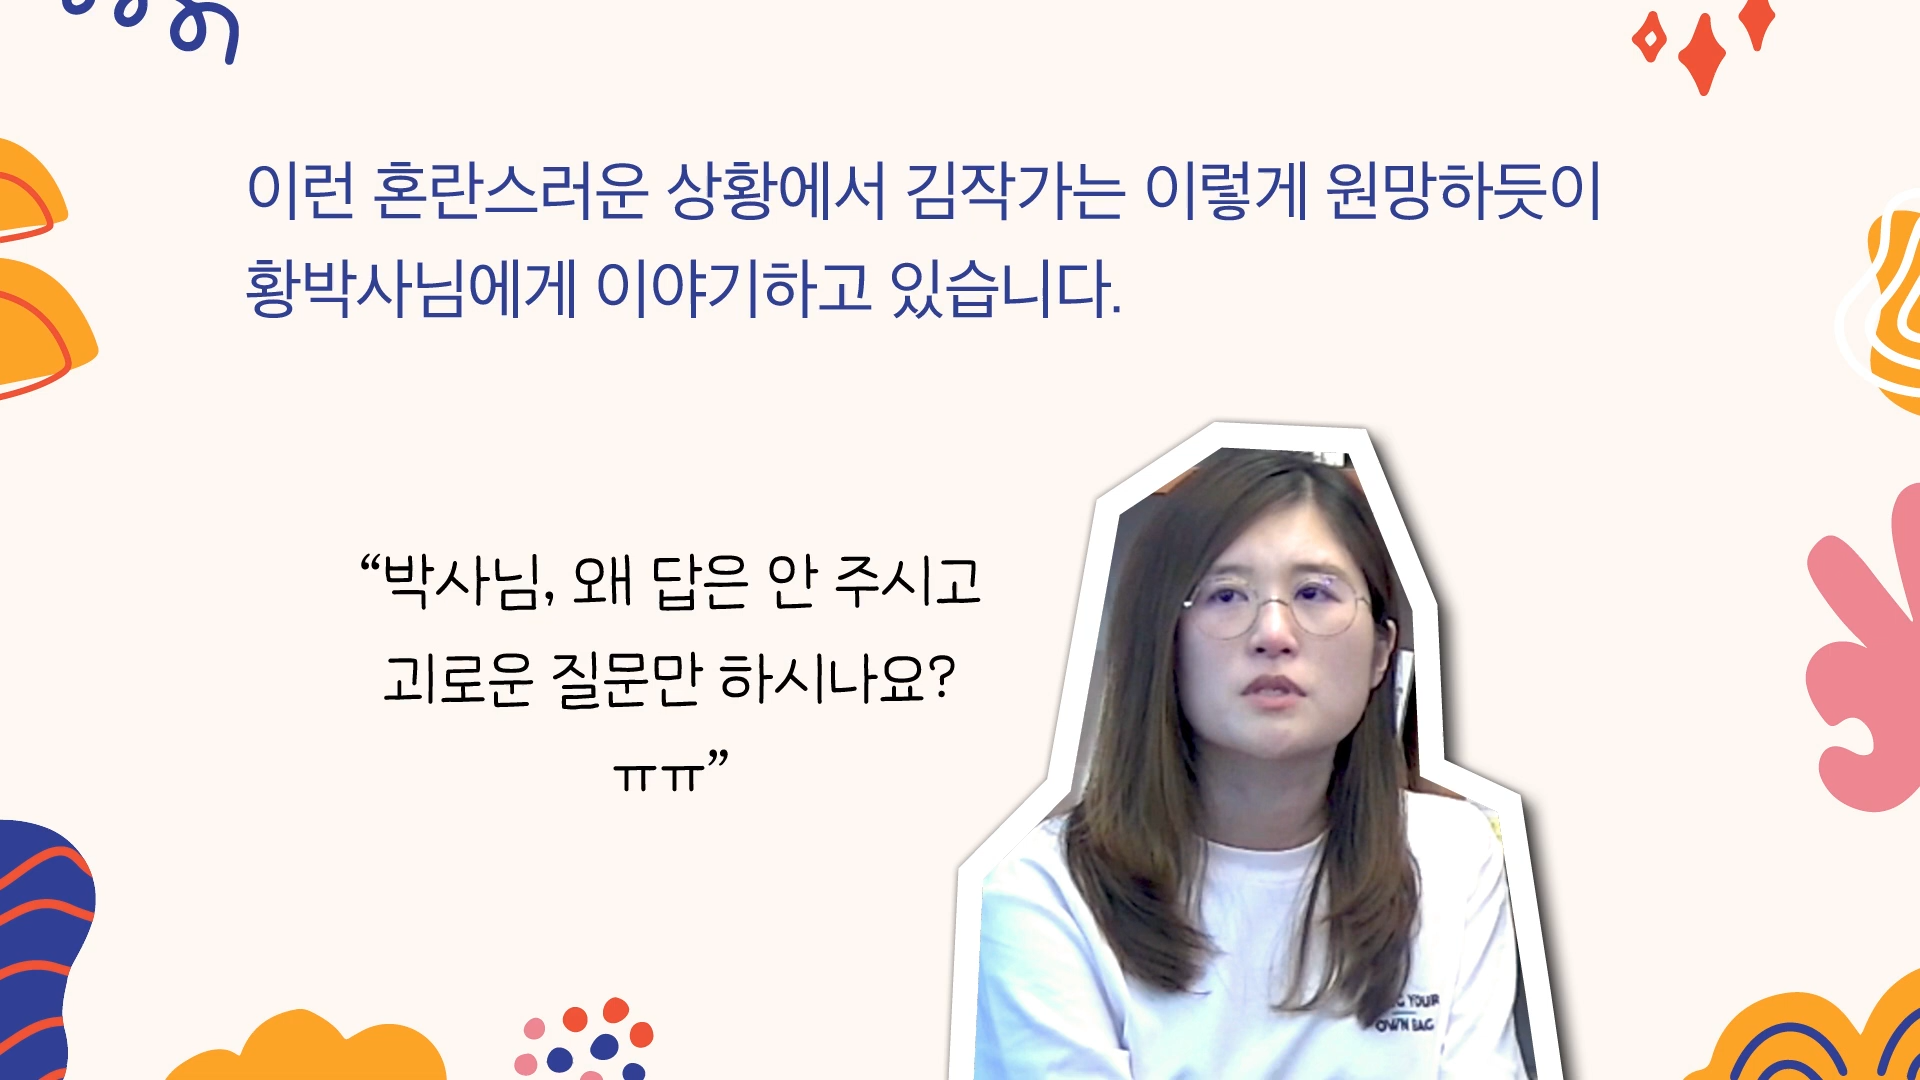 이런 혼란스러운 상황에서 김작가는 이렇게 원망하듯이
황박사님에게 이야기하고 있습니다.
“박사님, 왜 답은 안 주시고
괴로운 질문만 하시나요?
ㅠㅠ”
YOUR
OWN BAG